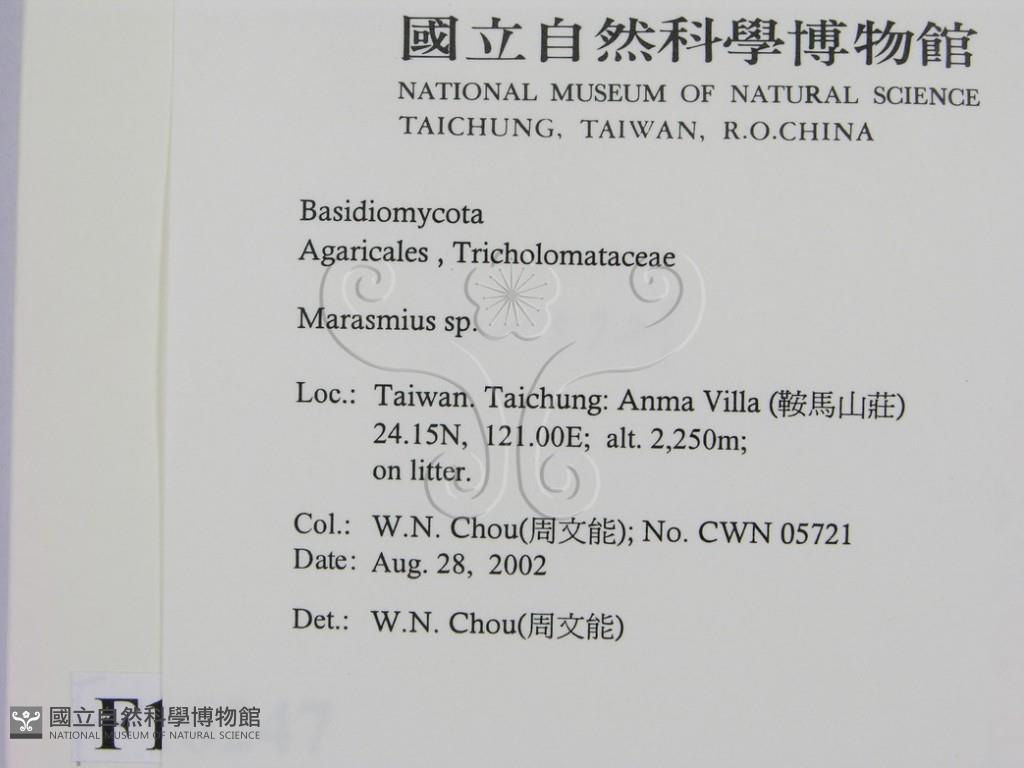 國立自然科學博物館
NATIONAL MUSEUM OF NATURAL SCIENCE
TAICHUNG, TAIWAN, R.O.CHINA
Basidiomycota
Agaricales , Tricholomataceae
Marasmius sp.
Loc.: Taiwan. Taichung: Anma Villa (鞍馬山莊)
24.15N, 121.00E; alt. 2,250m;
on litter.
Col.: W.N. Chou(周文能); No. CWN 05721
Date: Aug. 28, 2002
Det.: W.N. Chou(周文能)
F1
國立自然科學博物館
NATIONAL MUSEUM OF NATURAL SCIENCE